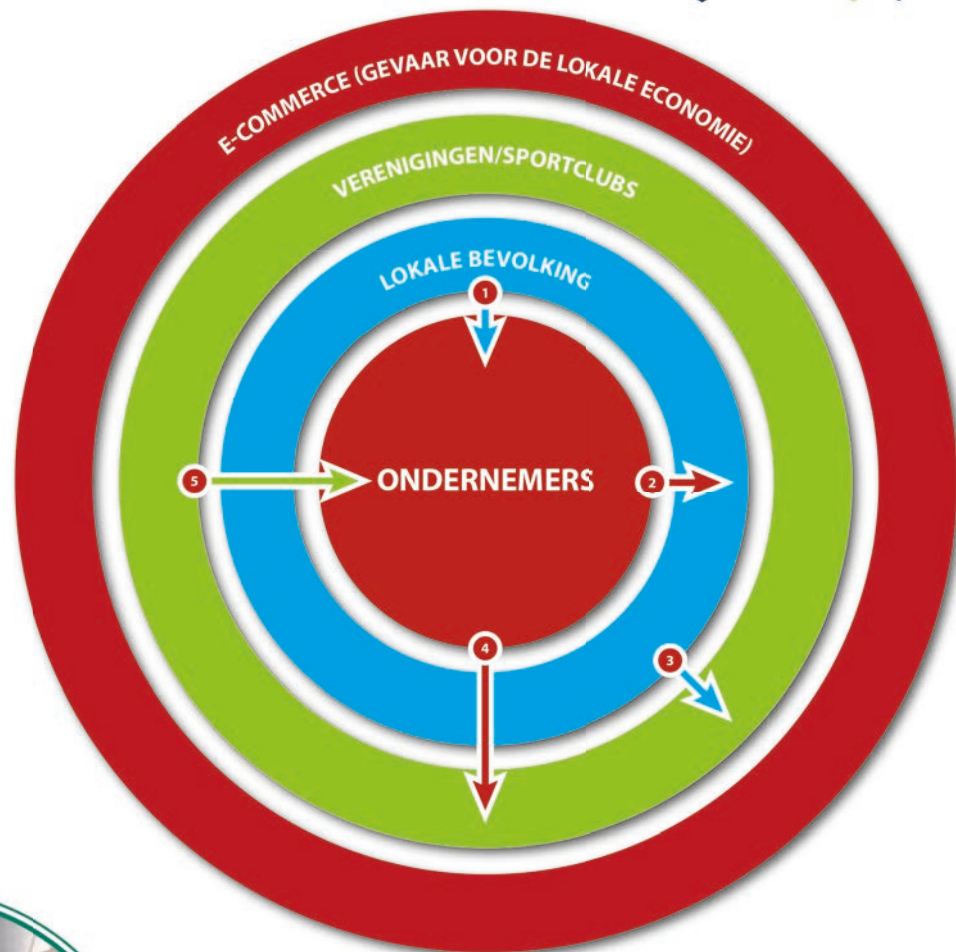 E-COMMERCE (GEVAAR VOOR DE LOKALE ECONOMIE)
VERENIGINGEN/SPORTCLUBS
LOKALE BEVOLKING
1
ONDERNEMERS
2
5
4
3